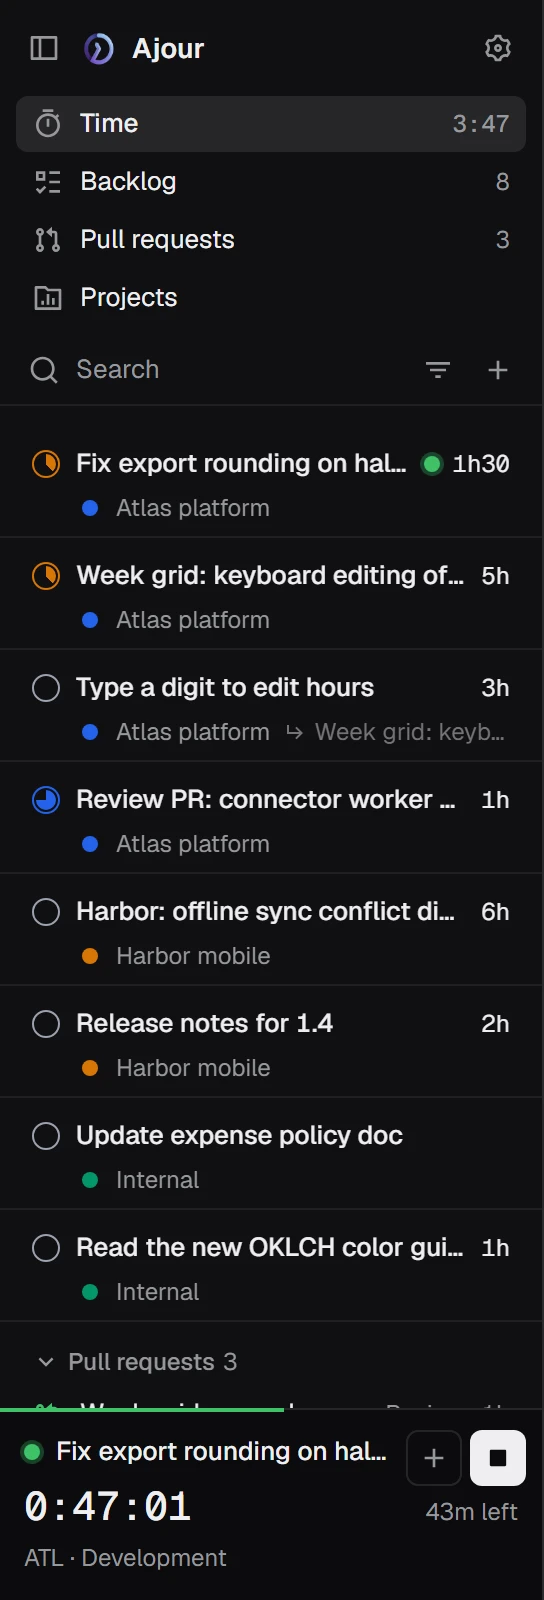 Ajour
Time 3:47
Backlog 8
Pull requests 3
Projects
Search
Fix export rounding on hal... 1h30
Atlas platform
Week grid: keyboard editing of... 5h
Atlas platform
Type a digit to edit hours 3h
Atlas platform ↳ Week grid: keyb...
Review PR: connector worker ... 1h
Atlas platform
Harbor: offline sync conflict di... 6h
Harbor mobile
Release notes for 1.4 2h
Harbor mobile
Update expense policy doc
Internal
Read the new OKLCH color gui... 1h
Internal
Pull requests 3
Fix export rounding on hal...
0:47:01 43m left
ATL · Development